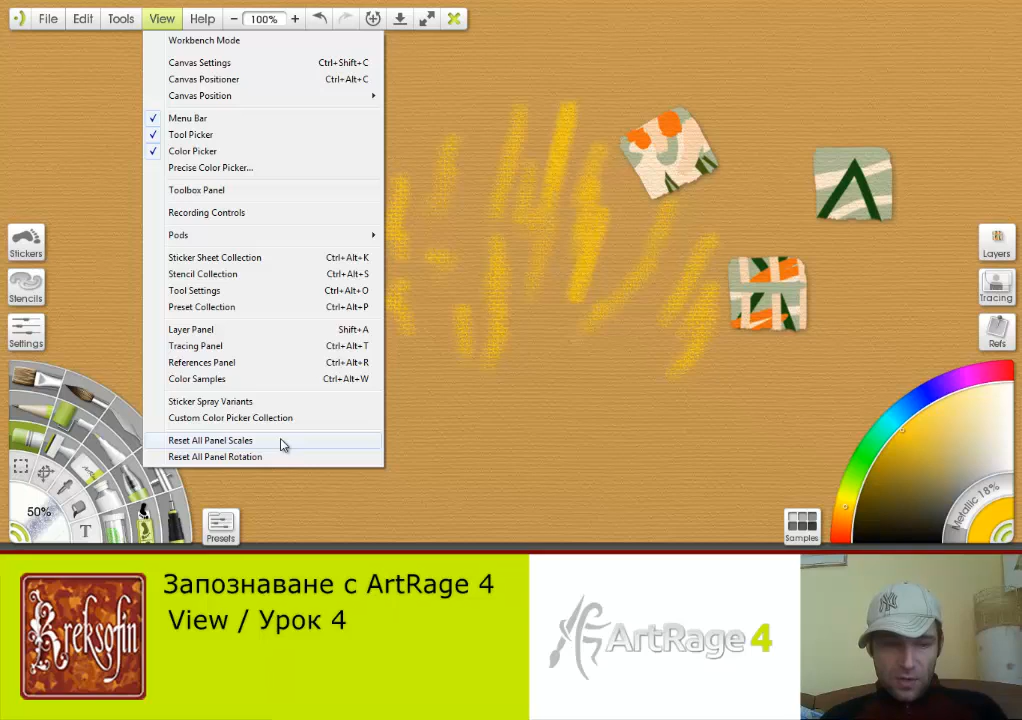 File Edit Tools View Help − 100% +
Workbench Mode
Canvas Settings Ctrl+Shift+C
Canvas Positioner Ctrl+Alt+C
Canvas Position
Menu Bar
Tool Picker
Color Picker
Precise Color Picker...
Toolbox Panel
Recording Controls
Pods
Sticker Sheet Collection Ctrl+Alt+K
Stencil Collection Ctrl+Alt+S
Tool Settings Ctrl+Alt+O
Preset Collection Ctrl+Alt+P
Layer Panel Shift+A
Tracing Panel Ctrl+Alt+T
References Panel Ctrl+Alt+R
Color Samples Ctrl+Alt+W
Sticker Spray Variants
Custom Color Picker Collection
Reset All Panel Scales
Reset All Panel Rotation
Stickers
Stencils
Settings
Layers
Tracing
Refs
50%
T
Presets
Samples
Metallic 18%
Запознаване с ArtRage 4
View / Урок 4
Kreksofin
ArtRage 4
NY